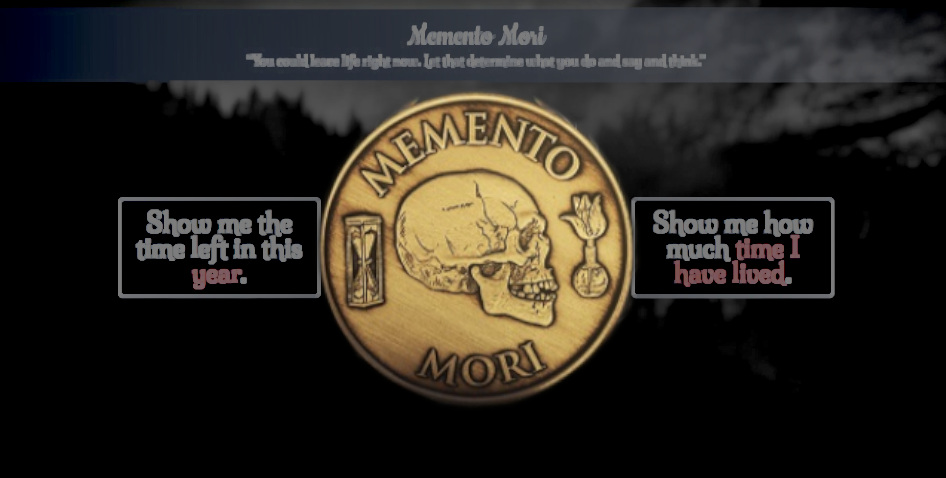 Memento Mori
"You could leave life right now. Let that determine what you do and say and think."
MEMENTO
Show me the
time left in this
year.
Show me how
much time I
have lived.
MORI